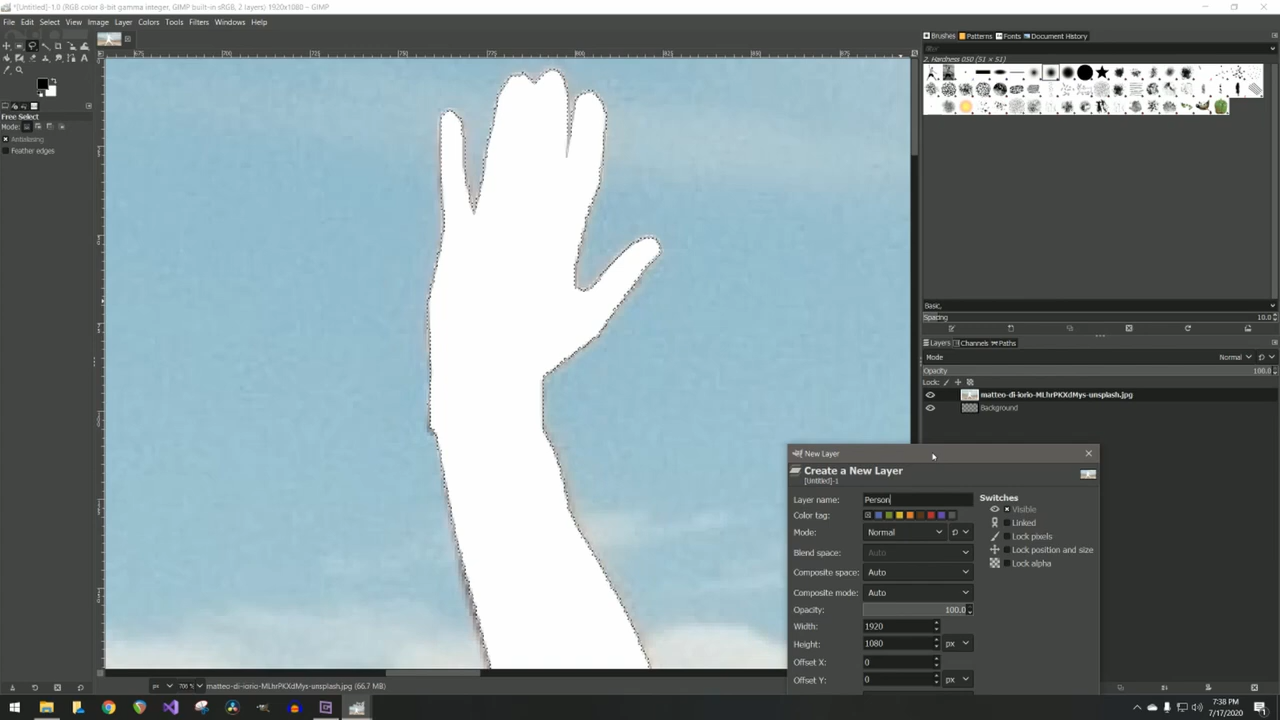 *[Untitled]-1.0 (RGB color 8-bit gamma integer, GIMP built-in sRGB, 2 layers) 1920x1080 – GIMP
File Edit Select View Image Layer Colors Tools Filters Windows Help
Brushes Patterns Fonts Document History
2. Hardness 050 (51 × 51)
Free Select
Mode:
Antialiasing
Feather edges
Basic,
Spacing 10.0
Layers Channels Paths
Mode Normal
Opacity 100.0
Lock:
matteo-di-iorio-MLhrPKXdMys-unsplash.jpg
Background
New Layer
Create a New Layer
[Untitled]-1
Layer name: Person
Color tag:
Mode: Normal
Blend space: Auto
Composite space: Auto
Composite mode: Auto
Opacity: 100.0
Width: 1920
Height: 1080 px
Offset X: 0
Offset Y: 0 px
Switches
Visible
Linked
Lock pixels
Lock position and size
Lock alpha
px 706 % matteo-di-iorio-MLhrPKXdMys-unsplash.jpg (66.7 MB)
7:38 PM
7/17/2020